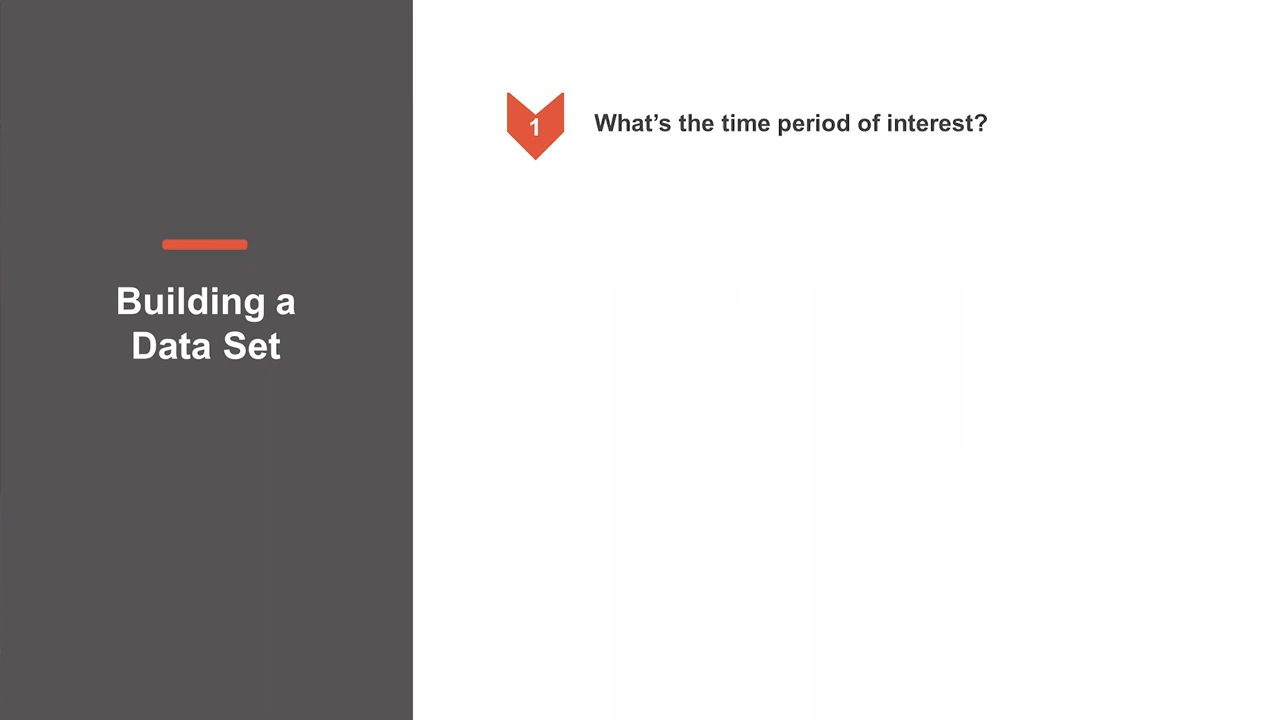 Building a
Data Set
1
What’s the time period of interest?